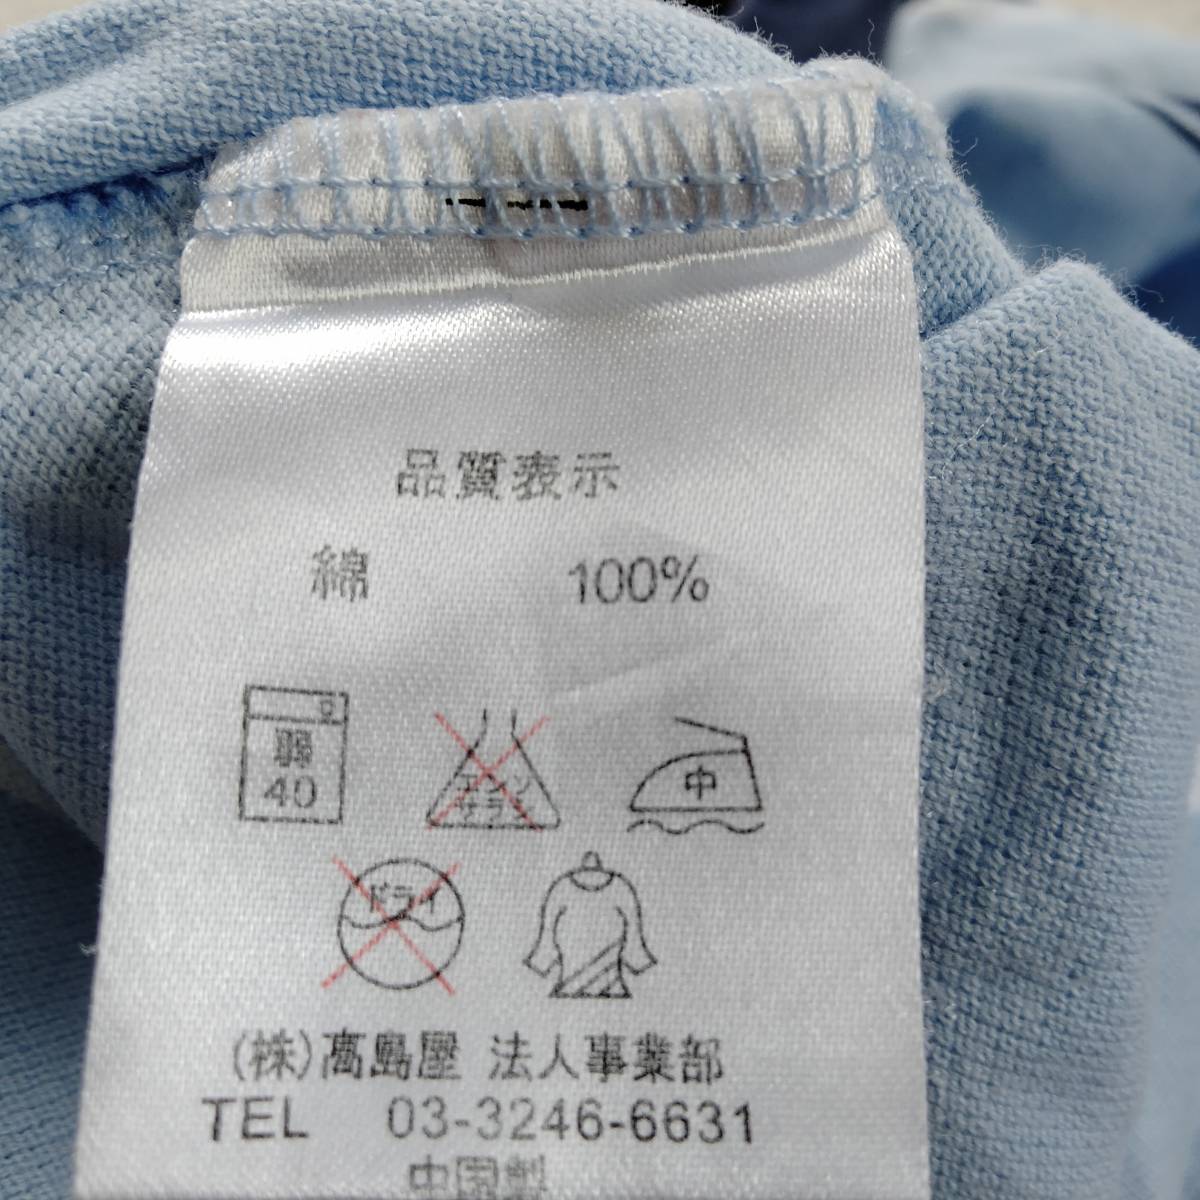 品質表示
綿 100%
弱 40
エンソ サラシ
中
ドライ
(株)高島屋 法人事業部
TEL 03-3246-6631
中国製